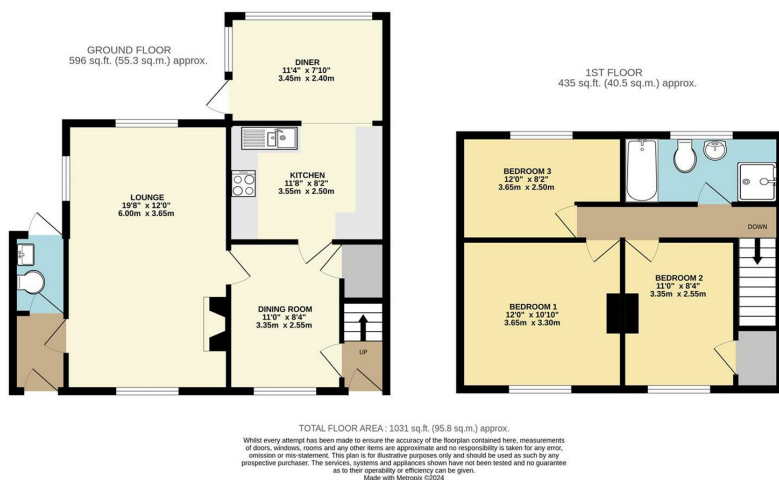 GROUND FLOOR
596 sq.ft. (55.3 sq.m.) approx.
DINER
11'4" x 7'10"
3.45m x 2.40m
KITCHEN
11'8" x 8'2"
3.55m x 2.50m
LOUNGE
19'8" x 12'0"
6.00m x 3.65m
DINING ROOM
11'0" x 8'4"
3.35m x 2.55m
UP
1ST FLOOR
435 sq.ft. (40.5 sq.m.) approx.
BEDROOM 3
12'0" x 8'2"
3.65m x 2.50m
DOWN
BEDROOM 1
12'0" x 10'10"
3.65m x 3.30m
BEDROOM 2
11'0" x 8'4"
3.35m x 2.55m
TOTAL FLOOR AREA : 1031 sq.ft. (95.8 sq.m.) approx.
Whilst every attempt has been made to ensure the accuracy of the floorplan contained here, measurements
of doors, windows, rooms and any other items are approximate and no responsibility is taken for any error,
omission or mis-statement. This plan is for illustrative purposes only and should be used as such by any
prospective purchaser. The services, systems and appliances shown have not been tested and no guarantee
as to their operability or efficiency can be given.
Made with Metropix ©2024